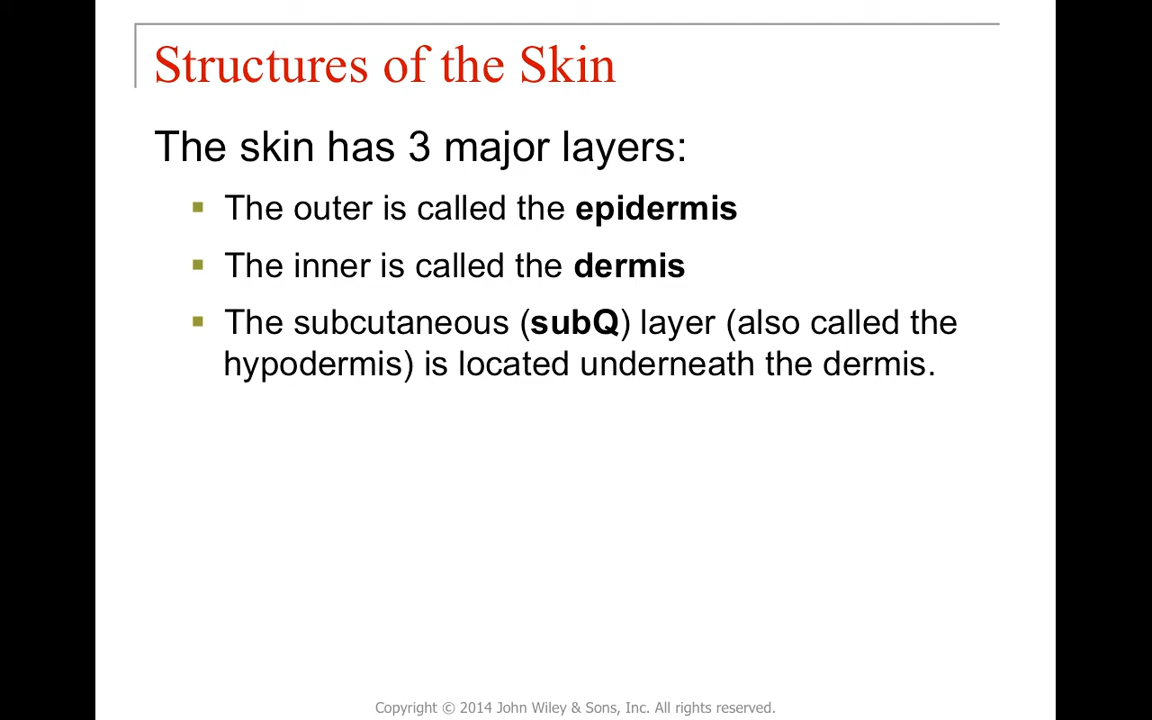 Structures of the Skin
The skin has 3 major layers:
▪ The outer is called the epidermis
▪ The inner is called the dermis
▪ The subcutaneous (subQ) layer (also called the
hypodermis) is located underneath the dermis.
Copyright © 2014 John Wiley & Sons, Inc. All rights reserved.